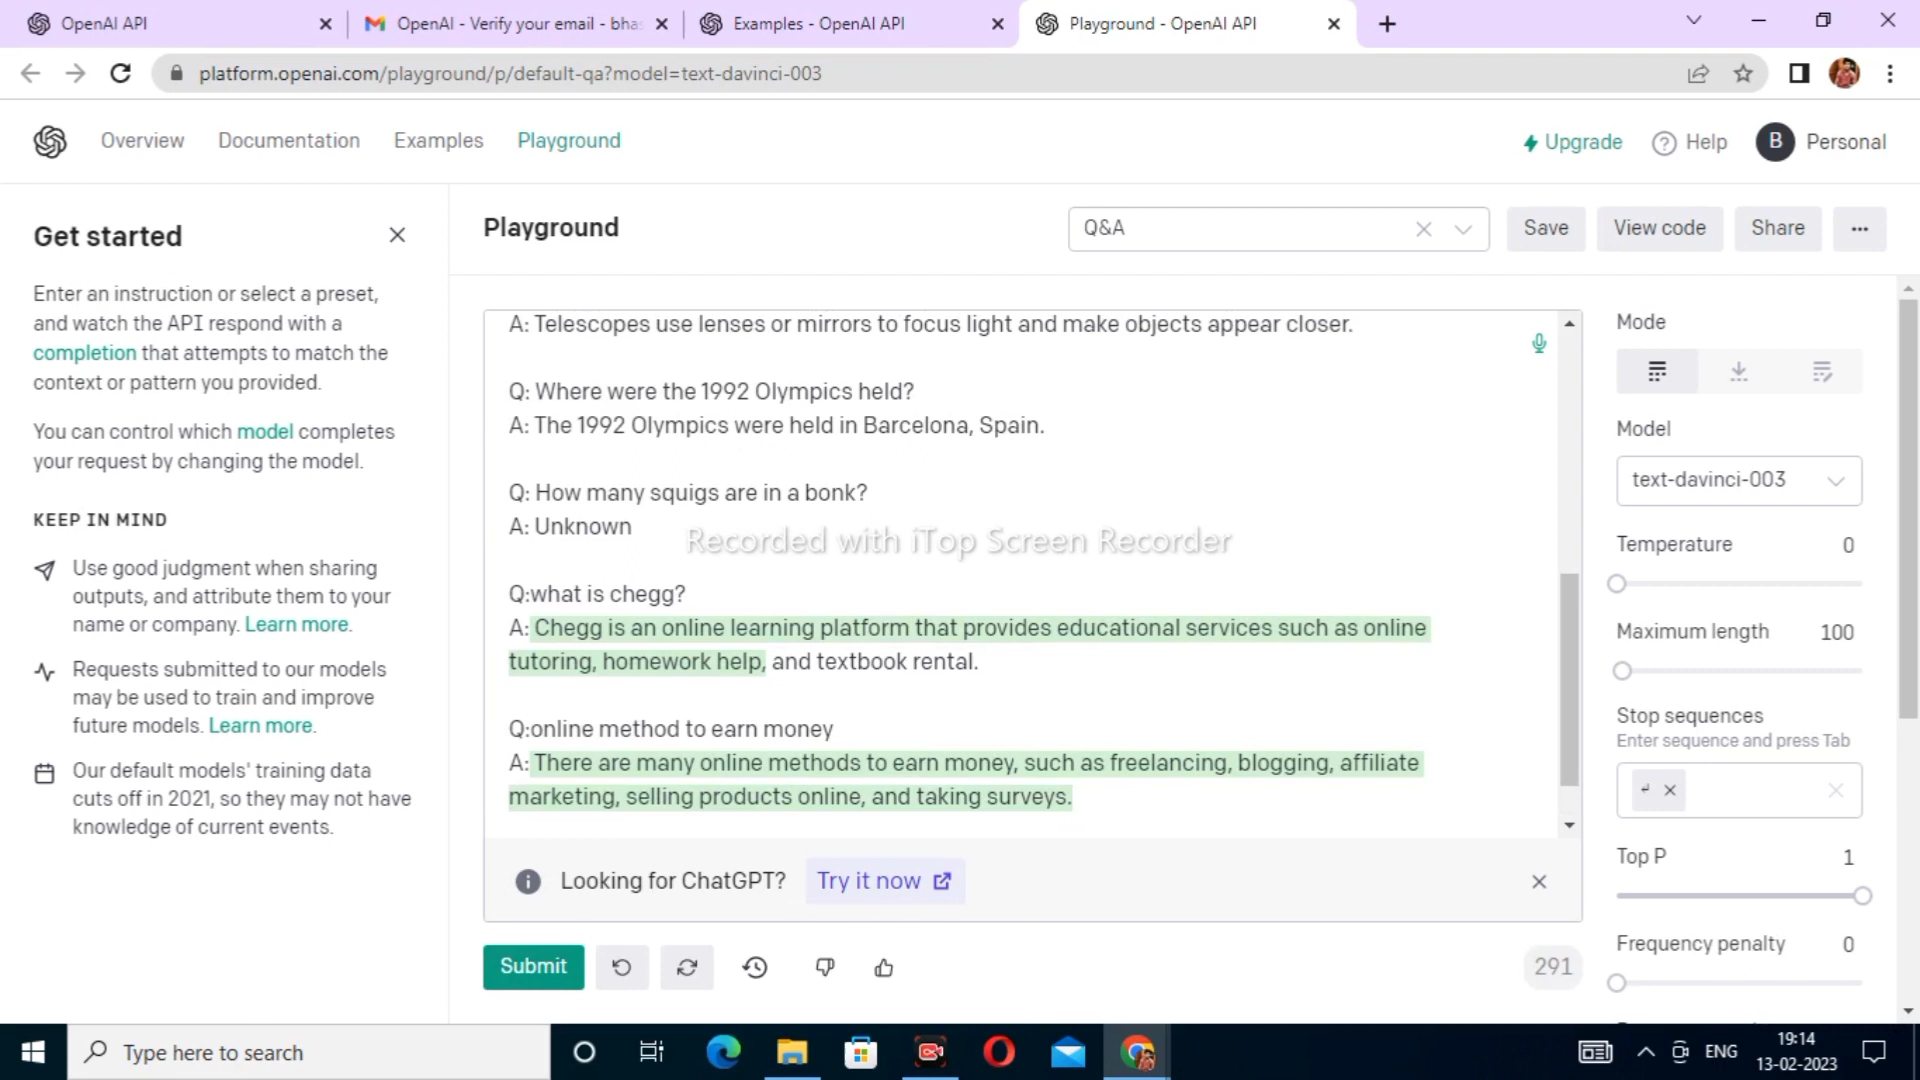 OpenAI API
OpenAI - Verify your email - bha
Examples - OpenAI API
Playground - OpenAI API
platform.openai.com/playground/p/default-qa?model=text-davinci-003
Overview
Documentation
Examples
Playground
Upgrade
Help
B
Personal
Get started
Enter an instruction or select a preset,
and watch the API respond with a
completion that attempts to match the
context or pattern you provided.
You can control which model completes
your request by changing the model.
KEEP IN MIND
Use good judgment when sharing
outputs, and attribute them to your
name or company. Learn more.
Requests submitted to our models
may be used to train and improve
future models. Learn more.
Our default models' training data
cuts off in 2021, so they may not have
knowledge of current events.
Playground
Q&A
Save
View code
Share
A: Telescopes use lenses or mirrors to focus light and make objects appear closer.
Q: Where were the 1992 Olympics held?
A: The 1992 Olympics were held in Barcelona, Spain.
Q: How many squigs are in a bonk?
A: Unknown
Recorded with iTop Screen Recorder
Q:what is chegg?
A: Chegg is an online learning platform that provides educational services such as online
tutoring, homework help, and textbook rental.
Q:online method to earn money
A: There are many online methods to earn money, such as freelancing, blogging, affiliate
marketing, selling products online, and taking surveys.
Looking for ChatGPT?
Try it now
Submit
291
Mode
Model
text-davinci-003
Temperature 0
Maximum length 100
Stop sequences
Enter sequence and press Tab
Top P 1
Frequency penalty 0
Type here to search
ENG
19:14
13-02-2023